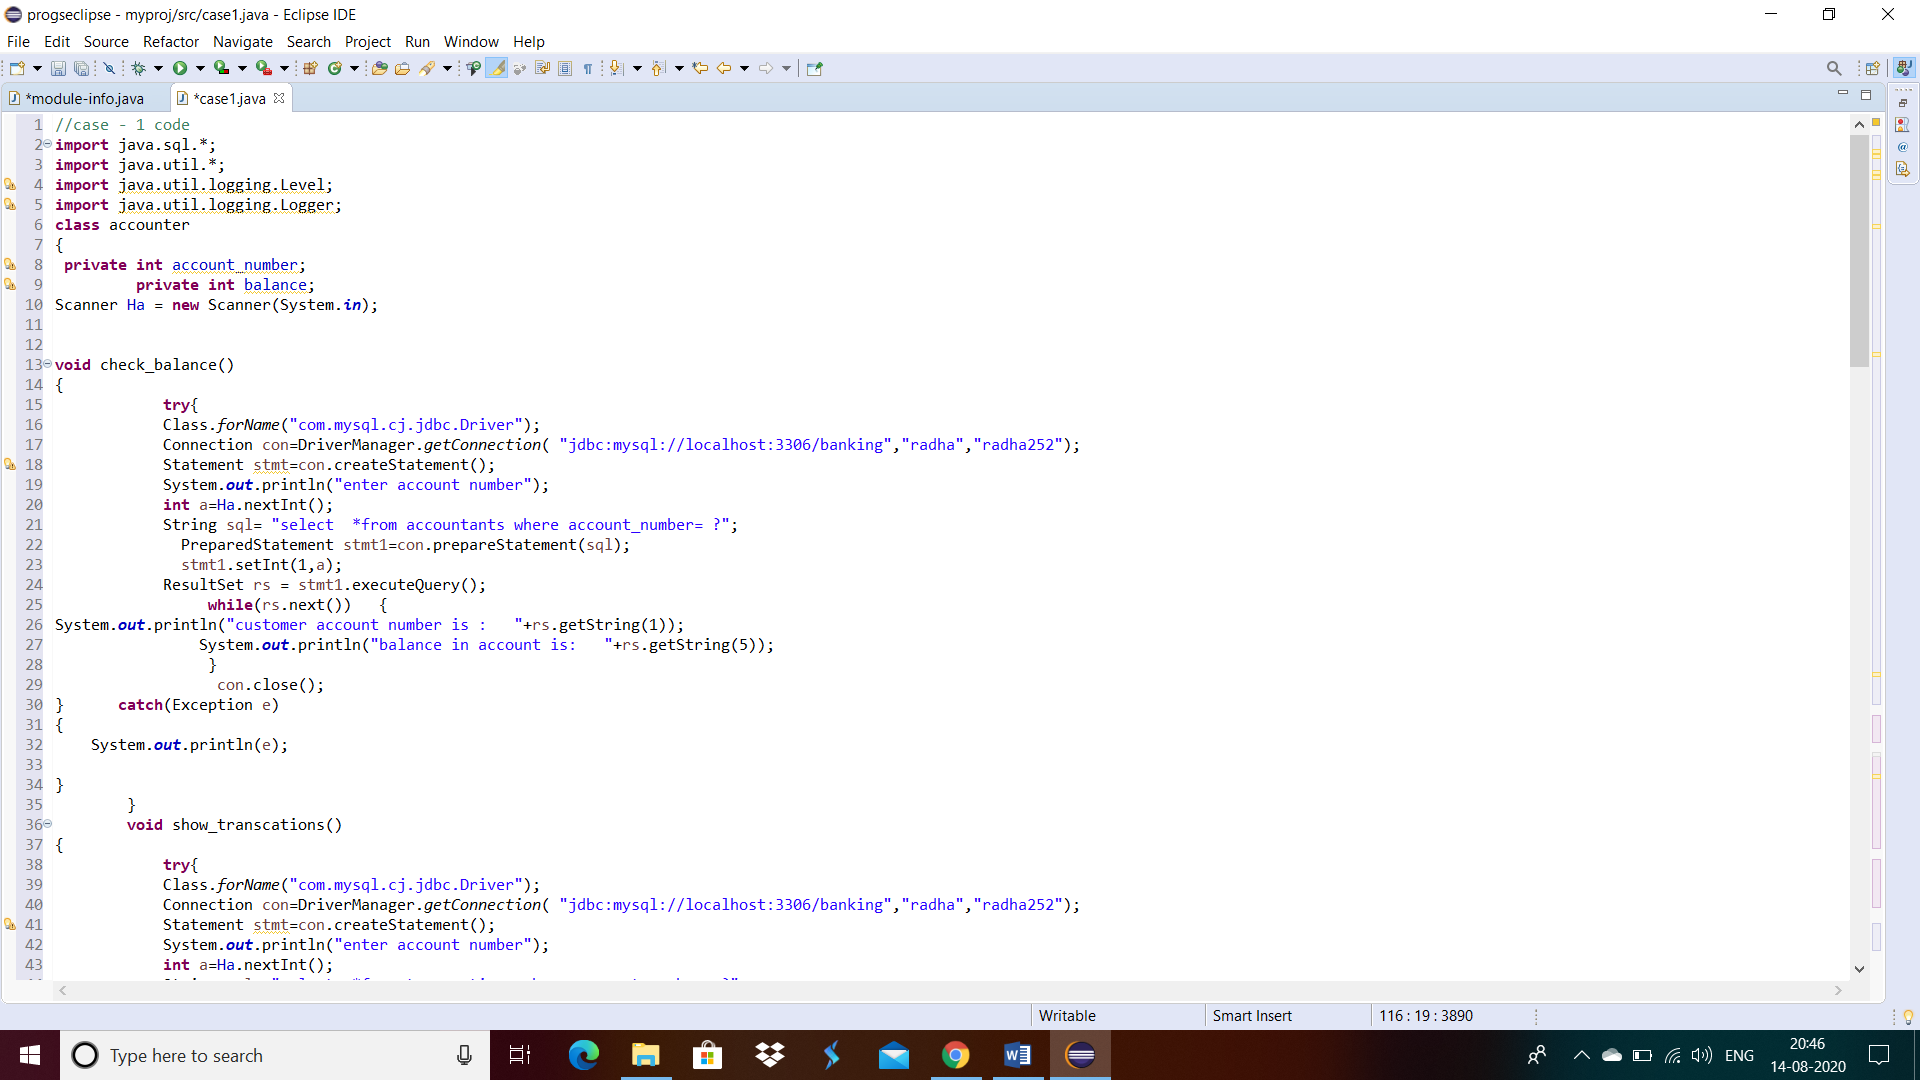 progseclipse - myproj/src/case1.java - Eclipse IDE
File Edit Source Refactor Navigate Search Project Run Window Help
*module-info.java *case1.java
1 //case - 1 code
2 import java.sql.*;
3 import java.util.*;
4 import java.util.logging.Level;
5 import java.util.logging.Logger;
6 class accounter
7 {
8 private int account_number;
9 private int balance;
10 Scanner Ha = new Scanner(System.in);
11
12
13 void check_balance()
14 {
15 try{
16 Class.forName("com.mysql.cj.jdbc.Driver");
17 Connection con=DriverManager.getConnection( "jdbc:mysql://localhost:3306/banking","radha","radha252");
18 Statement stmt=con.createStatement();
19 System.out.println("enter account number");
20 int a=Ha.nextInt();
21 String sql= "select  *from accountants where account_number= ?";
22 PreparedStatement stmt1=con.prepareStatement(sql);
23 stmt1.setInt(1,a);
24 ResultSet rs = stmt1.executeQuery();
25 while(rs.next())   {
26 System.out.println("customer account number is :   "+rs.getString(1));
27 System.out.println("balance in account is:   "+rs.getString(5));
28 }
29 con.close();
30 }      catch(Exception e)
31 {
32 System.out.println(e);
33
34 }
35 }
36 void show_transcations()
37 {
38 try{
39 Class.forName("com.mysql.cj.jdbc.Driver");
40 Connection con=DriverManager.getConnection( "jdbc:mysql://localhost:3306/banking","radha","radha252");
41 Statement stmt=con.createStatement();
42 System.out.println("enter account number");
43 int a=Ha.nextInt();
Writable Smart Insert 116 : 19 : 3890
Type here to search
ENG
20:46
14-08-2020